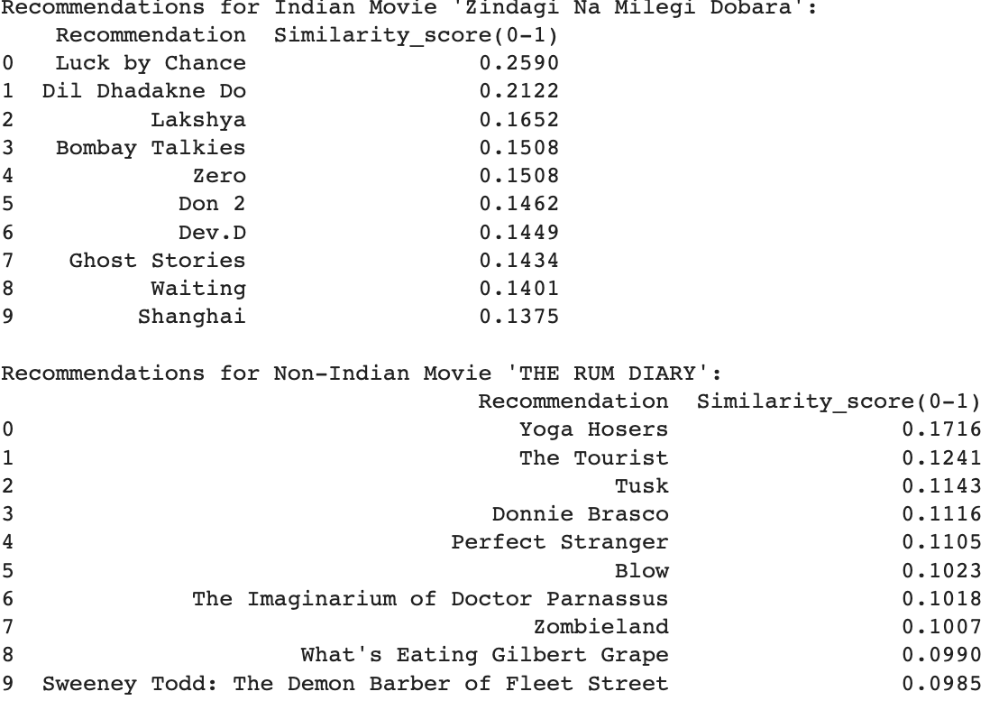 Recommendations for Indian Movie 'Zindagi Na Milegi Dobara':
Recommendation Similarity_score(0-1)
0 Luck by Chance 0.2590
1 Dil Dhadakne Do 0.2122
2 Lakshya 0.1652
3 Bombay Talkies 0.1508
4 Zero 0.1508
5 Don 2 0.1462
6 Dev.D 0.1449
7 Ghost Stories 0.1434
8 Waiting 0.1401
9 Shanghai 0.1375
Recommendations for Non-Indian Movie 'THE RUM DIARY':
Recommendation Similarity_score(0-1)
0 Yoga Hosers 0.1716
1 The Tourist 0.1241
2 Tusk 0.1143
3 Donnie Brasco 0.1116
4 Perfect Stranger 0.1105
5 Blow 0.1023
6 The Imaginarium of Doctor Parnassus 0.1018
7 Zombieland 0.1007
8 What's Eating Gilbert Grape 0.0990
9 Sweeney Todd: The Demon Barber of Fleet Street 0.0985